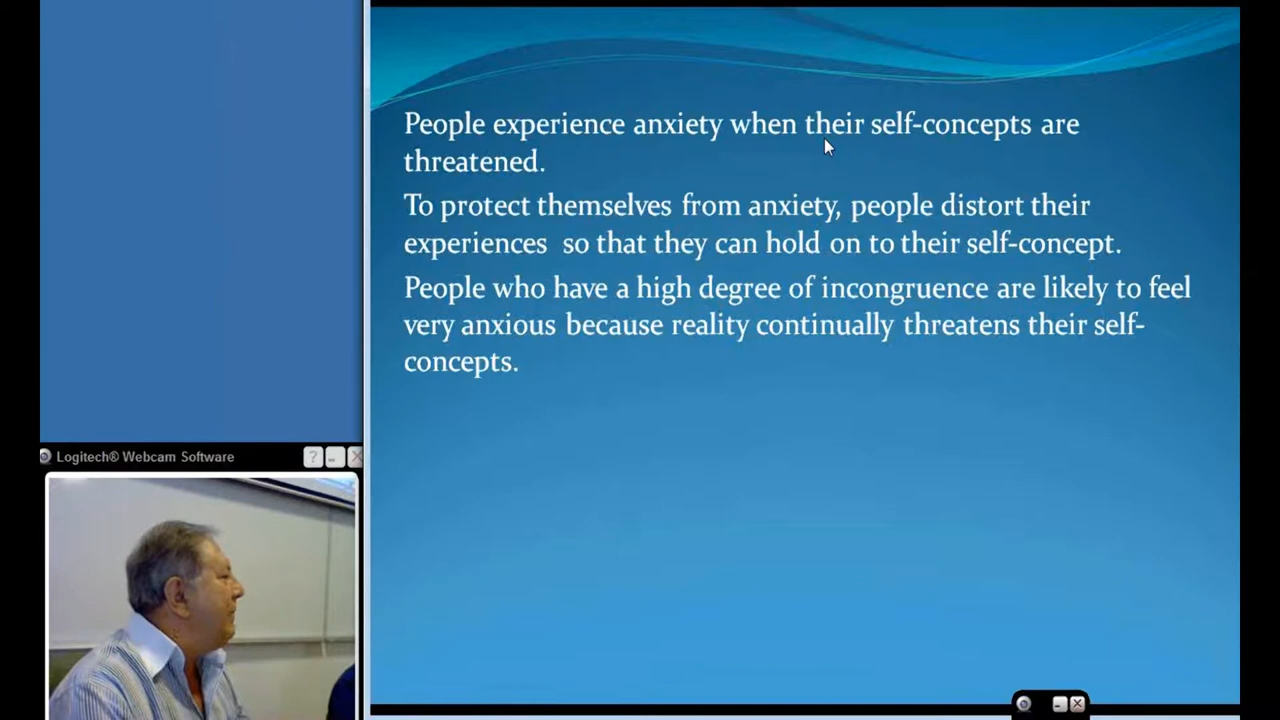 People experience anxiety when their self-concepts are
threatened.
To protect themselves from anxiety, people distort their
experiences so that they can hold on to their self-concept.
People who have a high degree of incongruence are likely to feel
very anxious because reality continually threatens their self-
concepts.
Logitech® Webcam Software
?